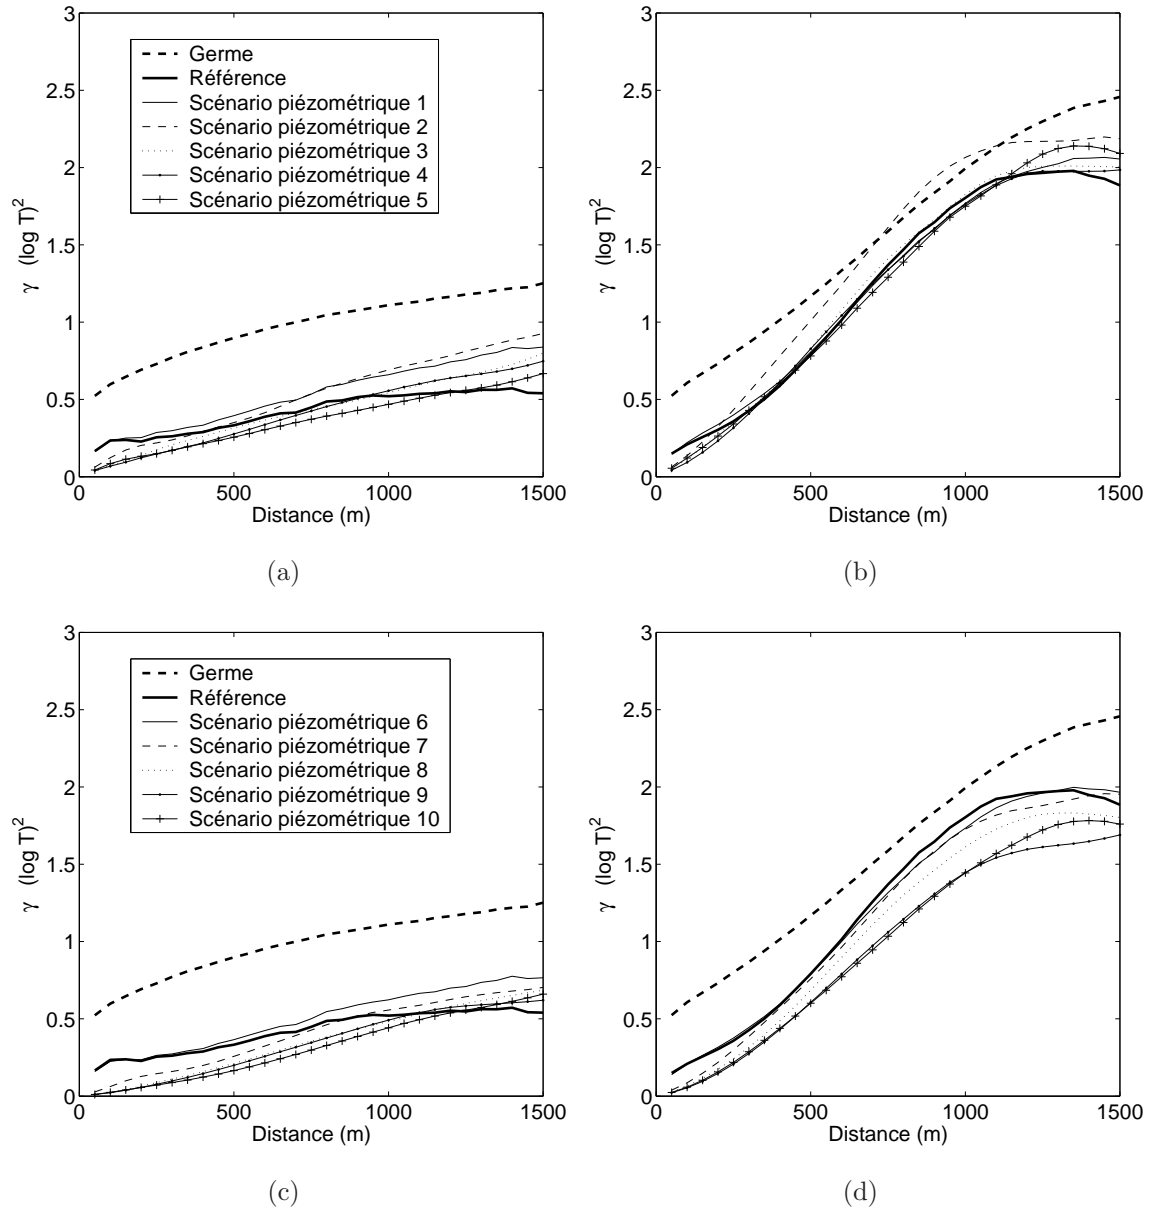 3
2.5
2
1.5
1
0.5
0
0
500
1000
1500
γ (log T)²
Distance (m)
Germe
Référence
Scénario piézométrique 1
Scénario piézométrique 2
Scénario piézométrique 3
Scénario piézométrique 4
Scénario piézométrique 5
(a)
3
2.5
2
1.5
1
0.5
0
0
500
1000
1500
γ (log T)²
Distance (m)
(b)
3
2.5
2
1.5
1
0.5
0
0
500
1000
1500
γ (log T)²
Distance (m)
Germe
Référence
Scénario piézométrique 6
Scénario piézométrique 7
Scénario piézométrique 8
Scénario piézométrique 9
Scénario piézométrique 10
(c)
3
2.5
2
1.5
1
0.5
0
0
500
1000
1500
γ (log T)²
Distance (m)
(d)